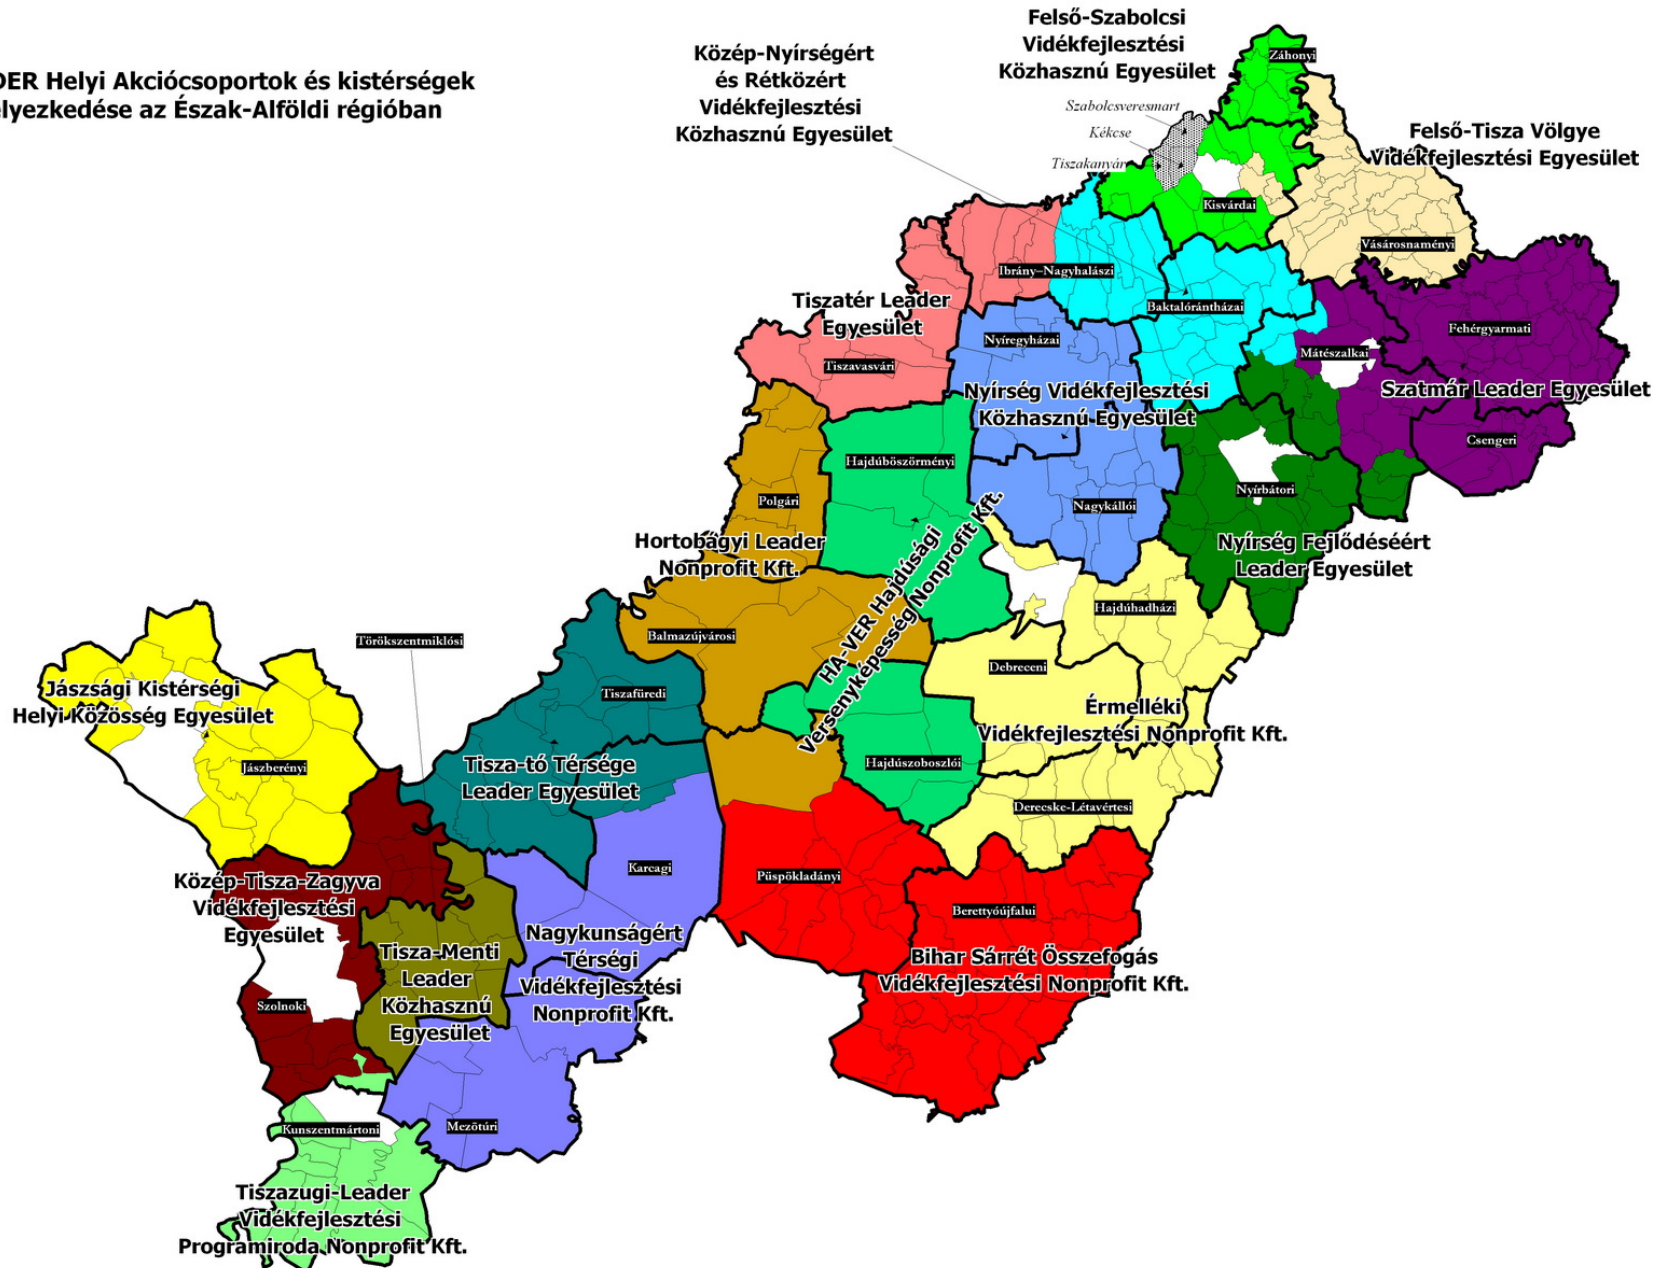 DER Helyi Akciócsoportok és kistérségek
elyezkedése az Észak-Alföldi régióban
Közép-Nyírségért
és Rétközért
Vidékfejlesztési
Közhasznú Egyesület
Felső-Szabolcsi
Vidékfejlesztési
Közhasznú Egyesület
Záhonyi
Szabolcsveresmart
Kékcse
Tiszakanyár
Felső-Tisza Völgye
Vidékfejlesztési Egyesület
Kisvárdai
Vásárosnaményi
Ibrány-Nagyhalászi
Tiszatér Leader
Egyesület
Baktalórántházai
Fehérgyarmati
Nyíregyházai
Mátészalkai
Tiszavasvári
Nyírség Vidékfejlesztési
Közhasznú Egyesület
Szatmár Leader Egyesület
Csengeri
Hajdúböszörményi
Polgári
Nagykállói
Nyírbátori
Hortobágyi Leader
Nonprofit Kft.
HA-VER Hajdúsági
Versenyképesség Nonprofit Kft.
Nyírség Fejlődéséért
Leader Egyesület
Hajdúhadházi
Balmazújvárosi
Törökszentmiklósi
Debreceni
Jászsági Kistérségi
Helyi Közösség Egyesület
Tiszafüredi
Érmelléki
Vidékfejlesztési Nonprofit Kft.
Jászberényi
Tisza-tó Térsége
Leader Egyesület
Hajdúszoboszlói
Derecske-Létavértesi
Karcagi
Püspökladányi
Közép-Tisza-Zagyva
Vidékfejlesztési
Egyesület
Berettyóújfalui
Tisza-Menti
Leader
Közhasznú
Egyesület
Nagykunságért
Térségi
Vidékfejlesztési
Nonprofit Kft.
Bihar Sárrét Összefogás
Vidékfejlesztési Nonprofit Kft.
Szolnoki
Kunszentmártoni
Mezőtúri
Tiszazugi-Leader
Vidékfejlesztési
Programiroda Nonprofit Kft.